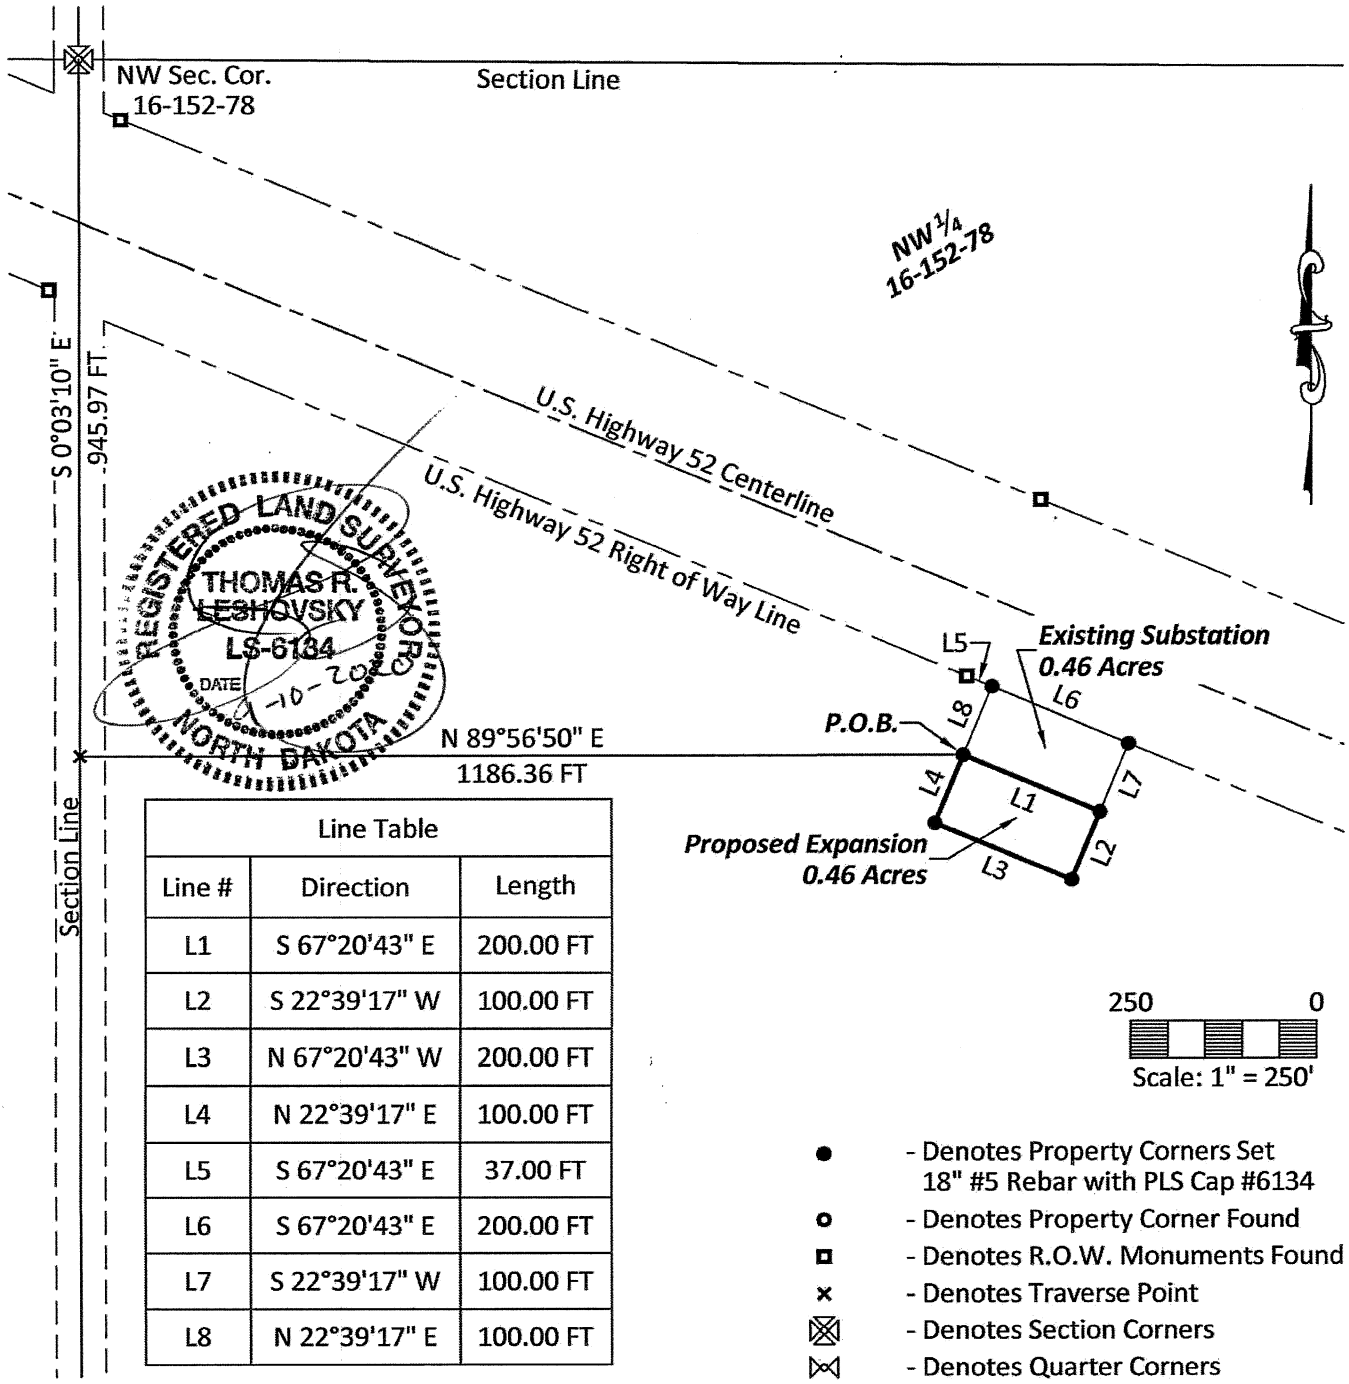 NW Sec. Cor.
16-152-78
Section Line
NW 1/4
16-152-78
S 0°03'10" E
945.97 FT.
U.S. Highway 52 Centerline
U.S. Highway 52 Right of Way Line
REGISTERED LAND SURVEYOR
THOMAS R.
LESHOVSKY
LS-6134
DATE
-10-2020
NORTH DAKOTA
L5
Existing Substation
0.46 Acres
L6
L8
P.O.B.
N 89°56'50" E
1186.36 FT
L4
L1
L7
L2
L3
Proposed Expansion
0.46 Acres
Section Line
Line Table
Line # Direction Length
L1 S 67°20'43" E 200.00 FT
L2 S 22°39'17" W 100.00 FT
L3 N 67°20'43" W 200.00 FT
L4 N 22°39'17" E 100.00 FT
L5 S 67°20'43" E 37.00 FT
L6 S 67°20'43" E 200.00 FT
L7 S 22°39'17" W 100.00 FT
L8 N 22°39'17" E 100.00 FT
250 0
Scale: 1" = 250'
- Denotes Property Corners Set
18" #5 Rebar with PLS Cap #6134
- Denotes Property Corner Found
- Denotes R.O.W. Monuments Found
- Denotes Traverse Point
- Denotes Section Corners
- Denotes Quarter Corners